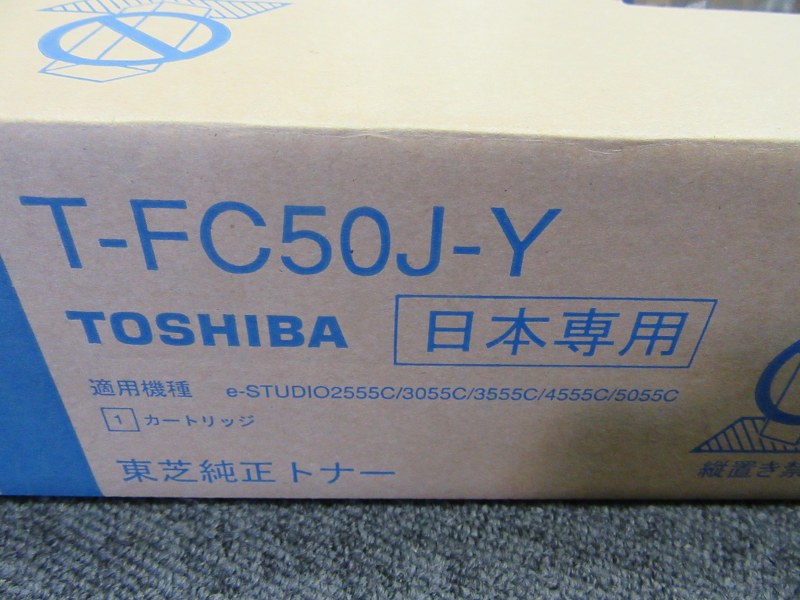 T-FC50J-Y
TOSHIBA 日本専用
適用機種 e-STUDIO2555C/3055C/3555C/4555C/5055C
1 カートリッジ
東芝純正トナー
縦置き禁